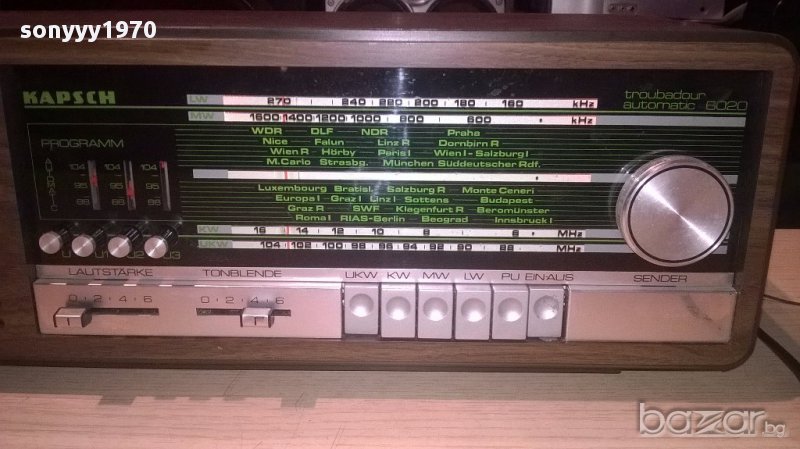 sonyyy1970
KAPSCH
troubadour
automatic 6020
LW 270 240 220 200 180 160 kHz
MW 1600 1400 1200 1000 800 600 kHz
WDR DLF NDR Praha
Nice Falun Linz R Dornbirn R
Wien R Hörby Paris I Wien I-Salzburg I
M.Carlo Strasbg. München Süddeutscher Rdf.
PROGRAMM
104 104 104
95 95 95
88 88 88
Luxembourg Bratisl Salzburg R Monte Ceneri
Europa I Graz I Linz I Sottens Budapest
Graz R SWF Klagenfurt R Beromünster
Roma I RIAS-Berlin Beograd Innsbruck I
KW 16 14 12 10 8 6 MHz
UKW 104 102 100 98 96 94 92 90 88 MHz
U1 U2 U3
LAUTSTÄRKE TONBLENDE UKW KW MW LW PU EIN-AUS SENDER
0 2 4 6 0 2 4 6
bazar.bg